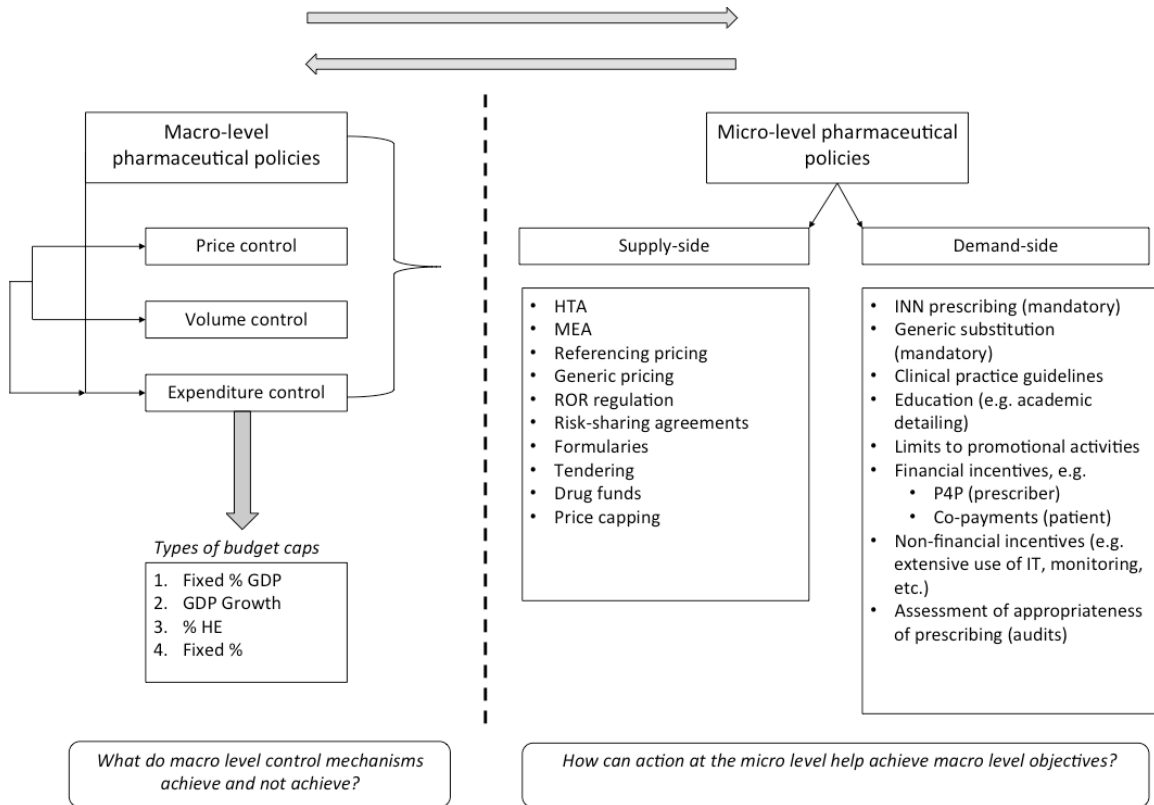 Macro-level
pharmaceutical policies
Price control
Volume control
Expenditure control
Types of budget caps
1. Fixed % GDP
2. GDP Growth
3. % HE
4. Fixed %
What do macro level control mechanisms
achieve and not achieve?
Micro-level pharmaceutical
policies
Supply-side
• HTA
• MEA
• Referencing pricing
• Generic pricing
• ROR regulation
• Risk-sharing agreements
• Formularies
• Tendering
• Drug funds
• Price capping
Demand-side
• INN prescribing (mandatory)
• Generic substitution
(mandatory)
• Clinical practice guidelines
• Education (e.g. academic
detailing)
• Limits to promotional activities
• Financial incentives, e.g.
• P4P (prescriber)
• Co-payments (patient)
• Non-financial incentives (e.g.
extensive use of IT, monitoring,
etc.)
• Assessment of appropriateness
of prescribing (audits)
How can action at the micro level help achieve macro level objectives?